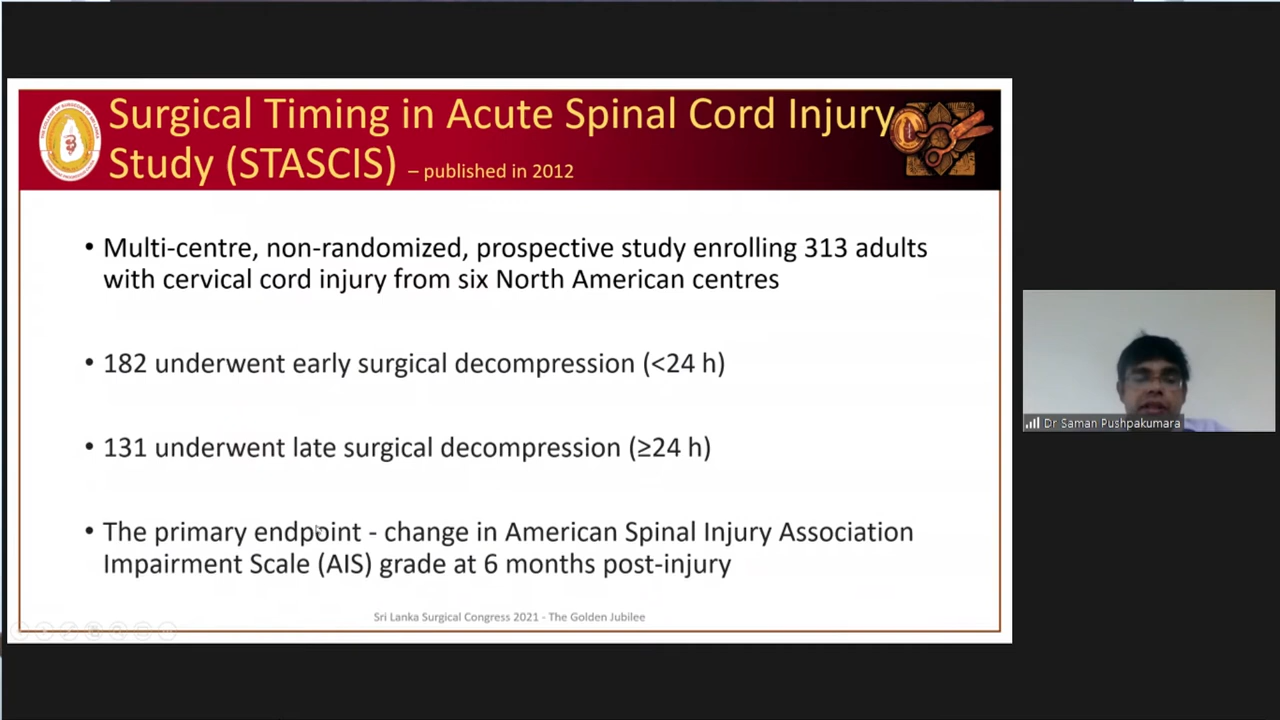 Surgical Timing in Acute Spinal Cord Injury
Study (STASCIS) – published in 2012
• Multi-centre, non-randomized, prospective study enrolling 313 adults
with cervical cord injury from six North American centres
• 182 underwent early surgical decompression (<24 h)
• 131 underwent late surgical decompression (≥24 h)
• The primary endpoint - change in American Spinal Injury Association
Impairment Scale (AIS) grade at 6 months post-injury
Sri Lanka Surgical Congress 2021 - The Golden Jubilee
Dr Saman Pushpakumara